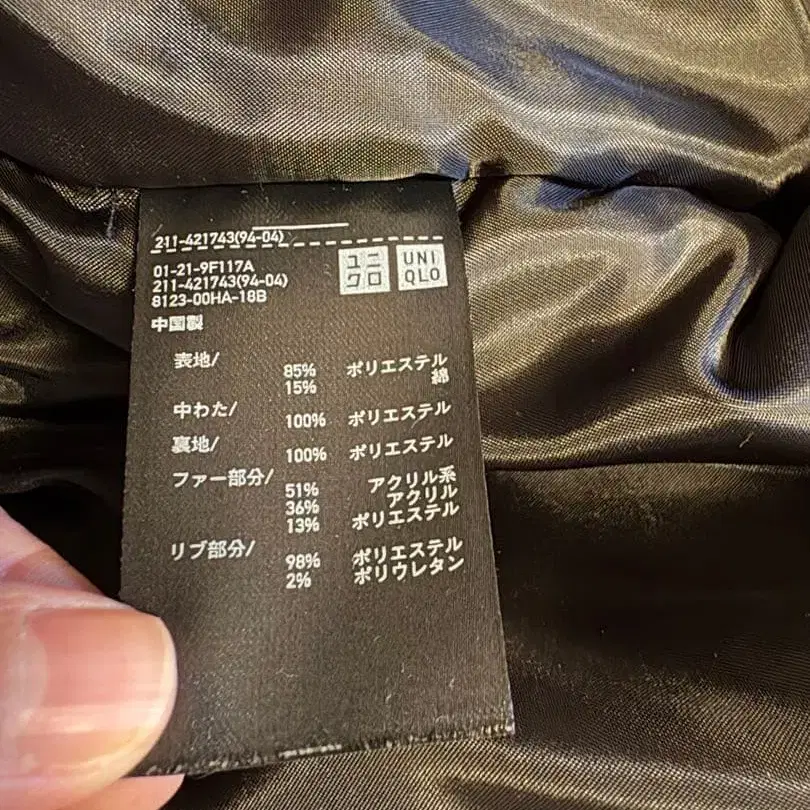 211-421743(94-04)
01-21-9F117A
211-421743(94-04)
8123-00HA-18B
ユニ
クロ
UNI
QLO
中国製
表地/
85% ポリエステル
15% 綿
中わた/
100% ポリエステル
裏地/
100% ポリエステル
ファー部分/
51% アクリル系
36% アクリル
13% ポリエステル
リブ部分/
98% ポリエステル
2% ポリウレタン